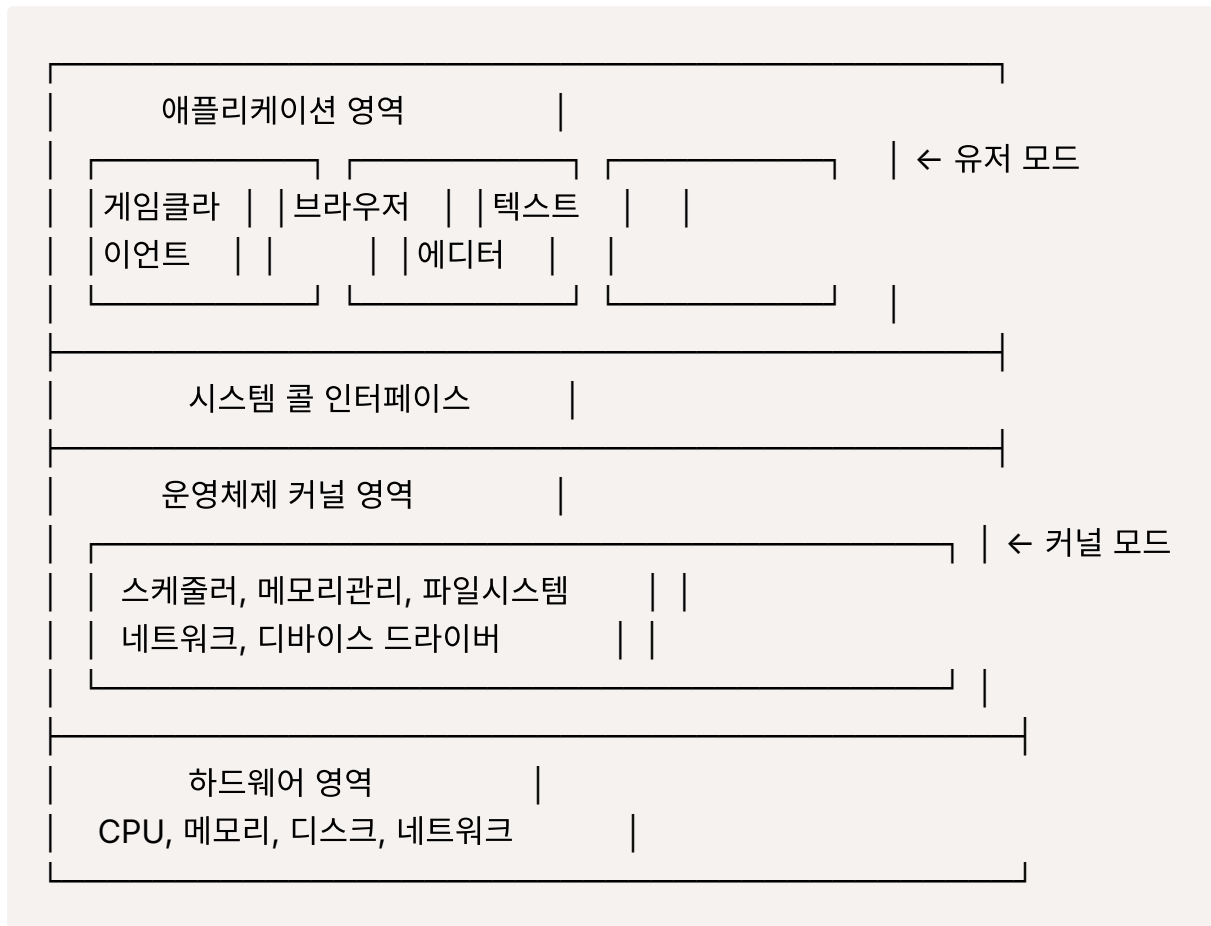 애플리케이션 영역
← 유저 모드
게임클라 브라우저 텍스트
이언트 에디터
시스템 콜 인터페이스
운영체제 커널 영역
← 커널 모드
스케줄러, 메모리관리, 파일시스템
네트워크, 디바이스 드라이버
하드웨어 영역
CPU, 메모리, 디스크, 네트워크